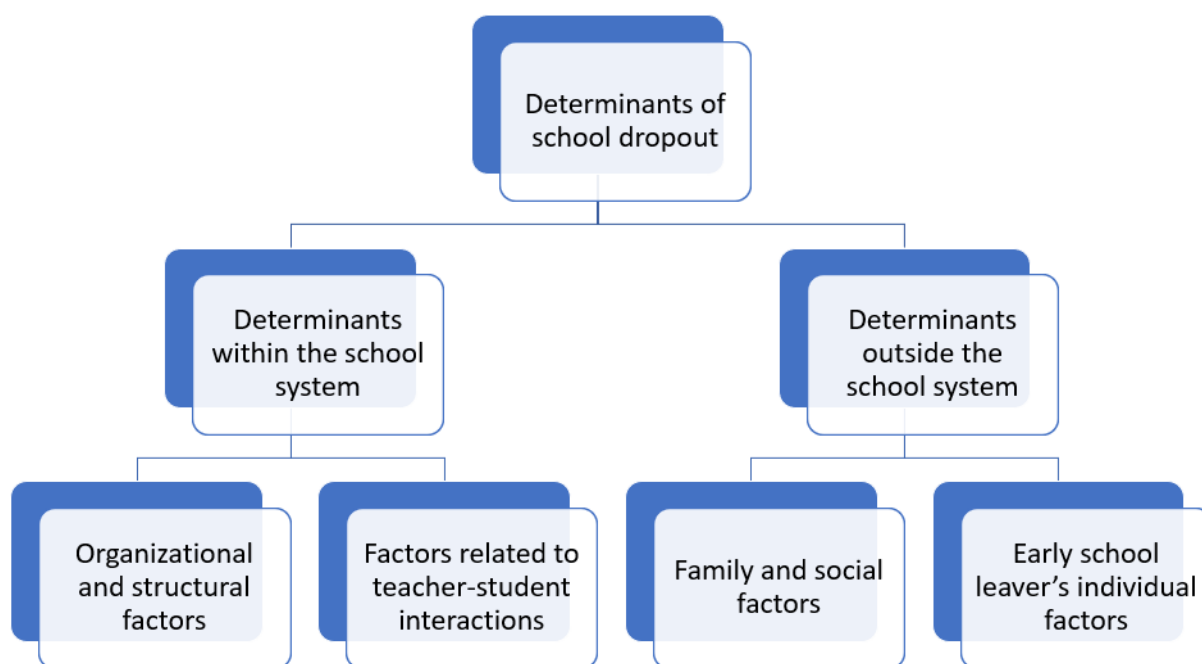 Determinants of
school dropout
Determinants
within the school
system
Determinants
outside the
school system
Organizational
and structural
factors
Factors related to
teacher-student
interactions
Family and social
factors
Early school
leaver’s individual
factors